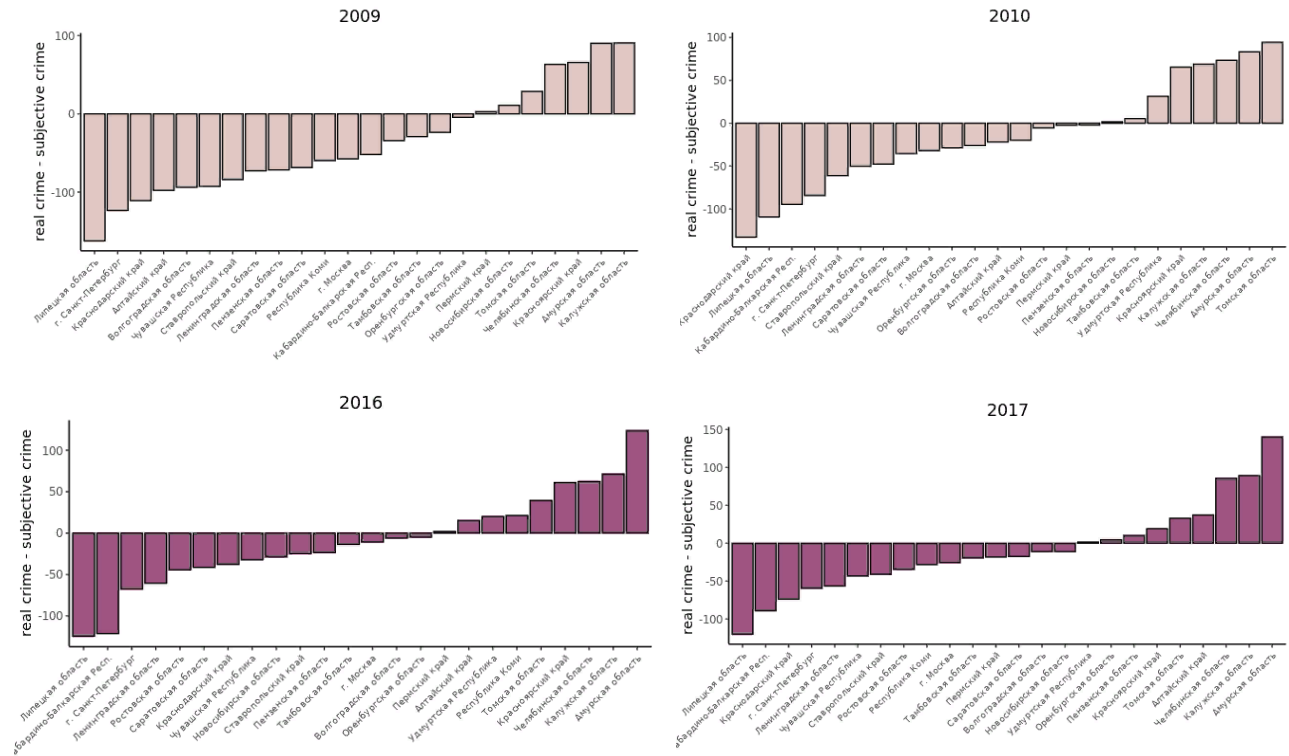 2009
real crime - subjective crime
100
0
-100
Липецкая область
г. Санкт-Петербург
Краснодарский край
Алтайский край
Волгоградская область
Чувашская Республика
Ставропольский край
Ленинградская область
Пензенская область
Саратовская область
Республика Коми
г. Москва
Кабардино-балкарская Респ.
Ростовская область
Тамбовская область
Оренбургская область
Удмуртская Республика
Пермский край
Новосибирская область
Томская область
Челябинская область
Красноярский край
Амурская область
Калужская область
2010
real crime - subjective crime
100
50
0
-50
-100
Краснодарский край
Липецкая область
Кабардино-балкарская Респ.
г. Санкт-Петербург
Ставропольский край
Ленинградская область
Саратовская область
Чувашская Республика
г. Москва
Оренбургская область
Волгоградская область
Алтайский край
Республика Коми
Ростовская область
Пермский край
Пензенская область
Новосибирская область
Тамбовская область
Удмуртская Республика
Красноярский край
Калужская область
Челябинская область
Амурская область
Томская область
2016
real crime - subjective crime
100
50
0
-50
-100
Липецкая область
абардино-балкарская Респ.
г. Санкт-Петербург
Ленинградская область
Ростовская область
Саратовская область
Краснодарский край
Чувашская Республика
Новосибирская область
Ставропольский край
Пензенская область
Тамбовская область
г. Москва
Волгоградская область
Оренбургская область
Пермский край
Алтайский край
Удмуртская Республика
Республика Коми
Томская область
Красноярский край
Челябинская область
Калужская область
Амурская область
2017
real crime - subjective crime
150
100
50
0
-50
-100
Липецкая область
абардино-балкарская Респ.
Краснодарский край
г. Санкт-Петербург
Ленинградская область
Чувашская Республика
Ставропольский край
Ростовская область
Республика Коми
г. Москва
Тамбовская область
Пермский край
Саратовская область
Волгоградская область
Новосибирская область
Удмуртская Республика
Оренбургская область
Пензенская область
Красноярский край
Томская область
Алтайский край
Челябинская область
Калужская область
Амурская область